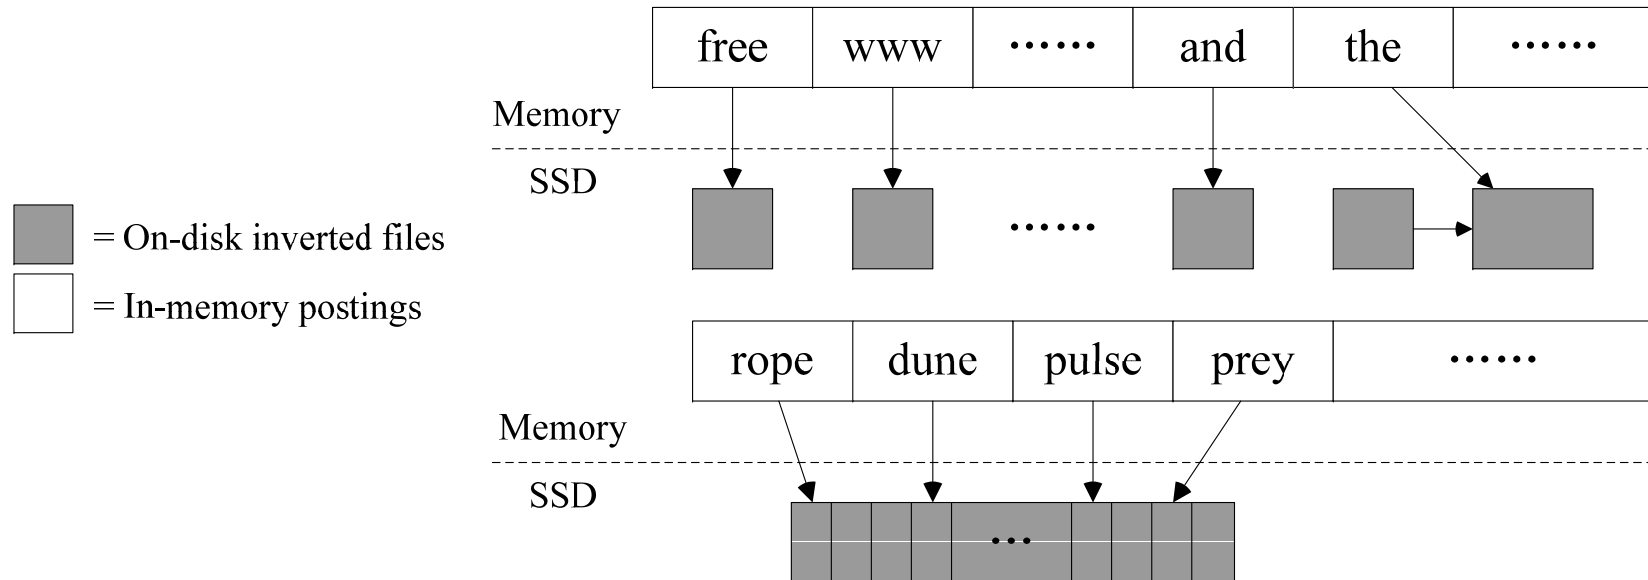 free www ...... and the ......
Memory
SSD
......
= On-disk inverted files
= In-memory postings
rope dune pulse prey ......
Memory
SSD
...